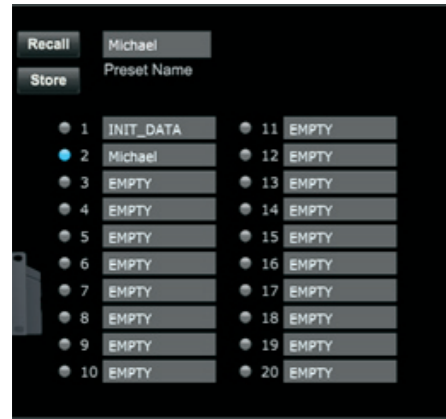 Recall Michael
Preset Name
Store
1 INIT_DATA
2 Michael
3 EMPTY
4 EMPTY
5 EMPTY
6 EMPTY
7 EMPTY
8 EMPTY
9 EMPTY
10 EMPTY
11 EMPTY
12 EMPTY
13 EMPTY
14 EMPTY
15 EMPTY
16 EMPTY
17 EMPTY
18 EMPTY
19 EMPTY
20 EMPTY